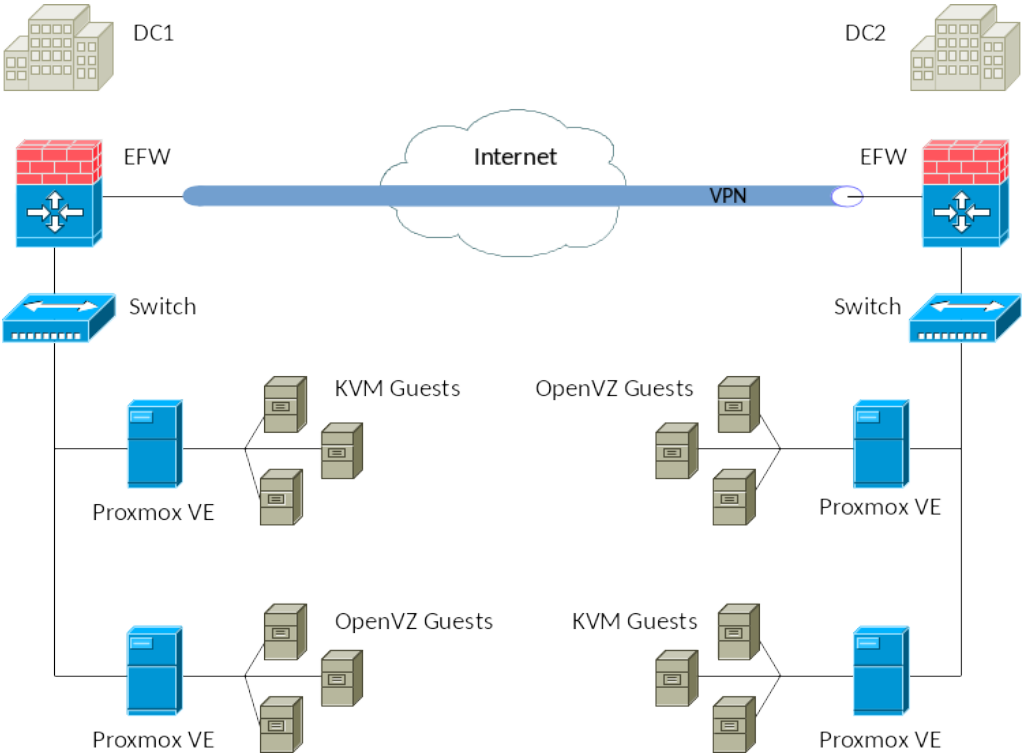 DC1
DC2
EFW
Internet
EFW
VPN
Switch
Switch
KVM Guests
OpenVZ Guests
Proxmox VE
Proxmox VE
OpenVZ Guests
KVM Guests
Proxmox VE
Proxmox VE